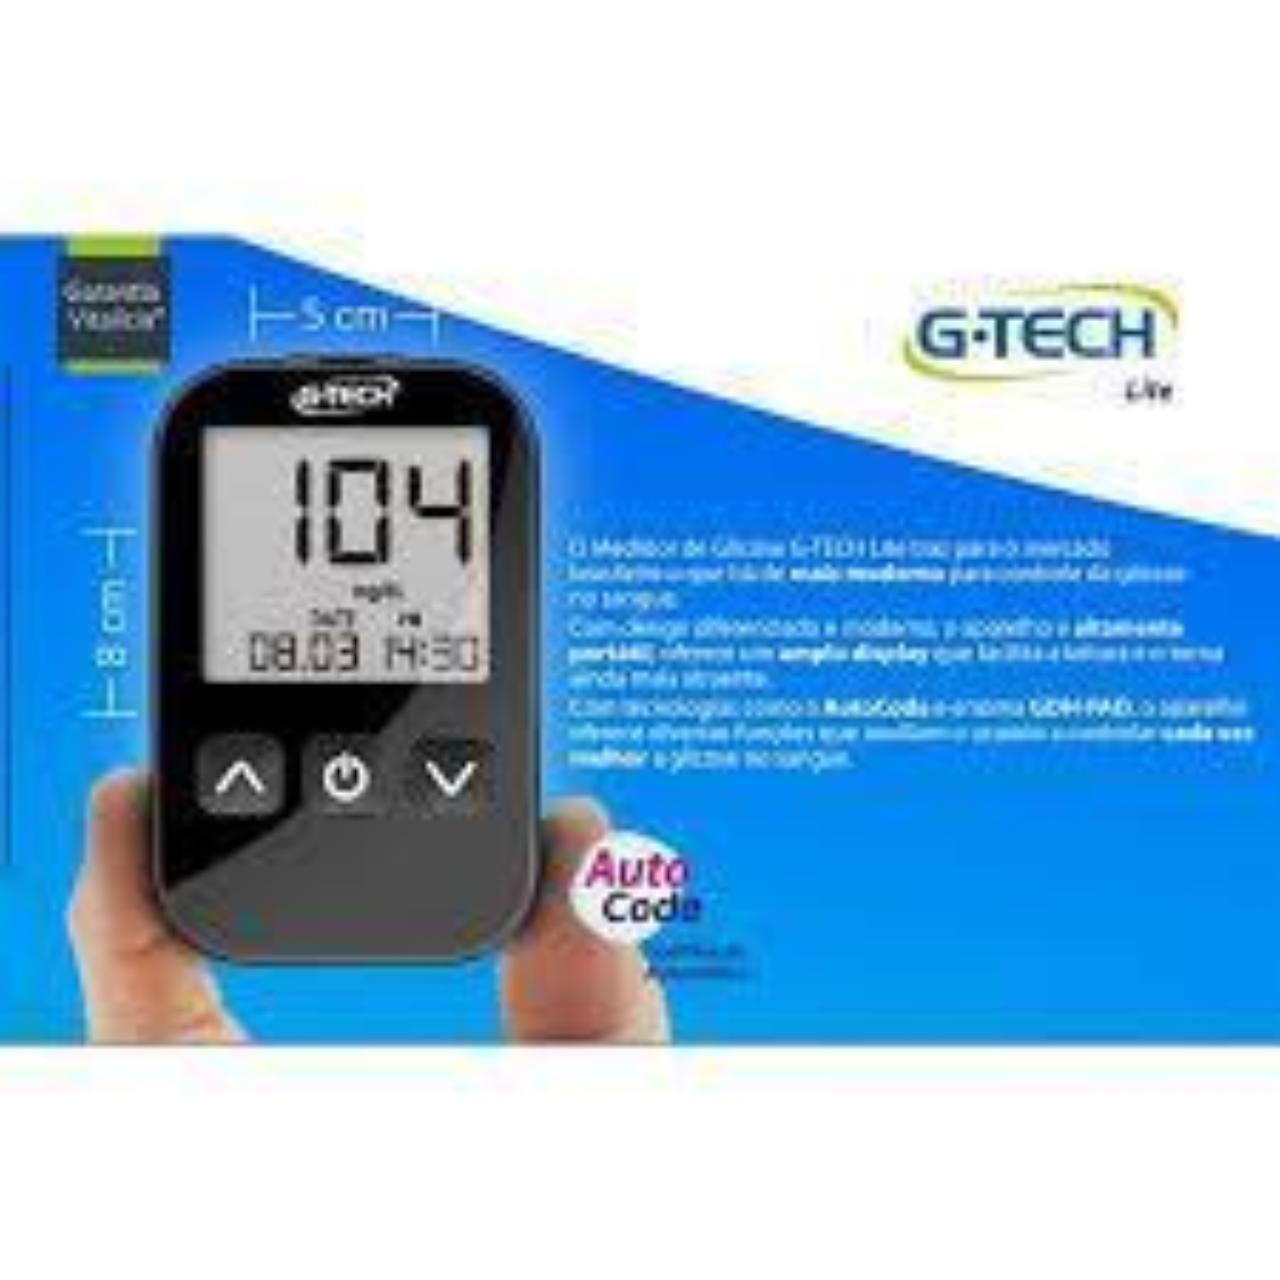 Garantia
Vitalícia*
5 cm
G-TECH
Lite
G-TECH
104
mg/dL
DATE PM
08.03 14:30
8 cm
O Medidor de Glicose G-TECH Lite traz para o mercado
brasileiro o que há de mais moderno para controle da glicose
no sangue.
Com design diferenciado e moderno, o aparelho é altamente
portátil, oferece um amplo display que facilita a leitura e o torna
ainda mais atraente.
Com tecnologias como o AutoCode e enzima GDH-FAD, o aparelho
oferece diversas funções que auxiliam o usuário a controlar cada vez
melhor a glicose no sangue.
Auto
Code